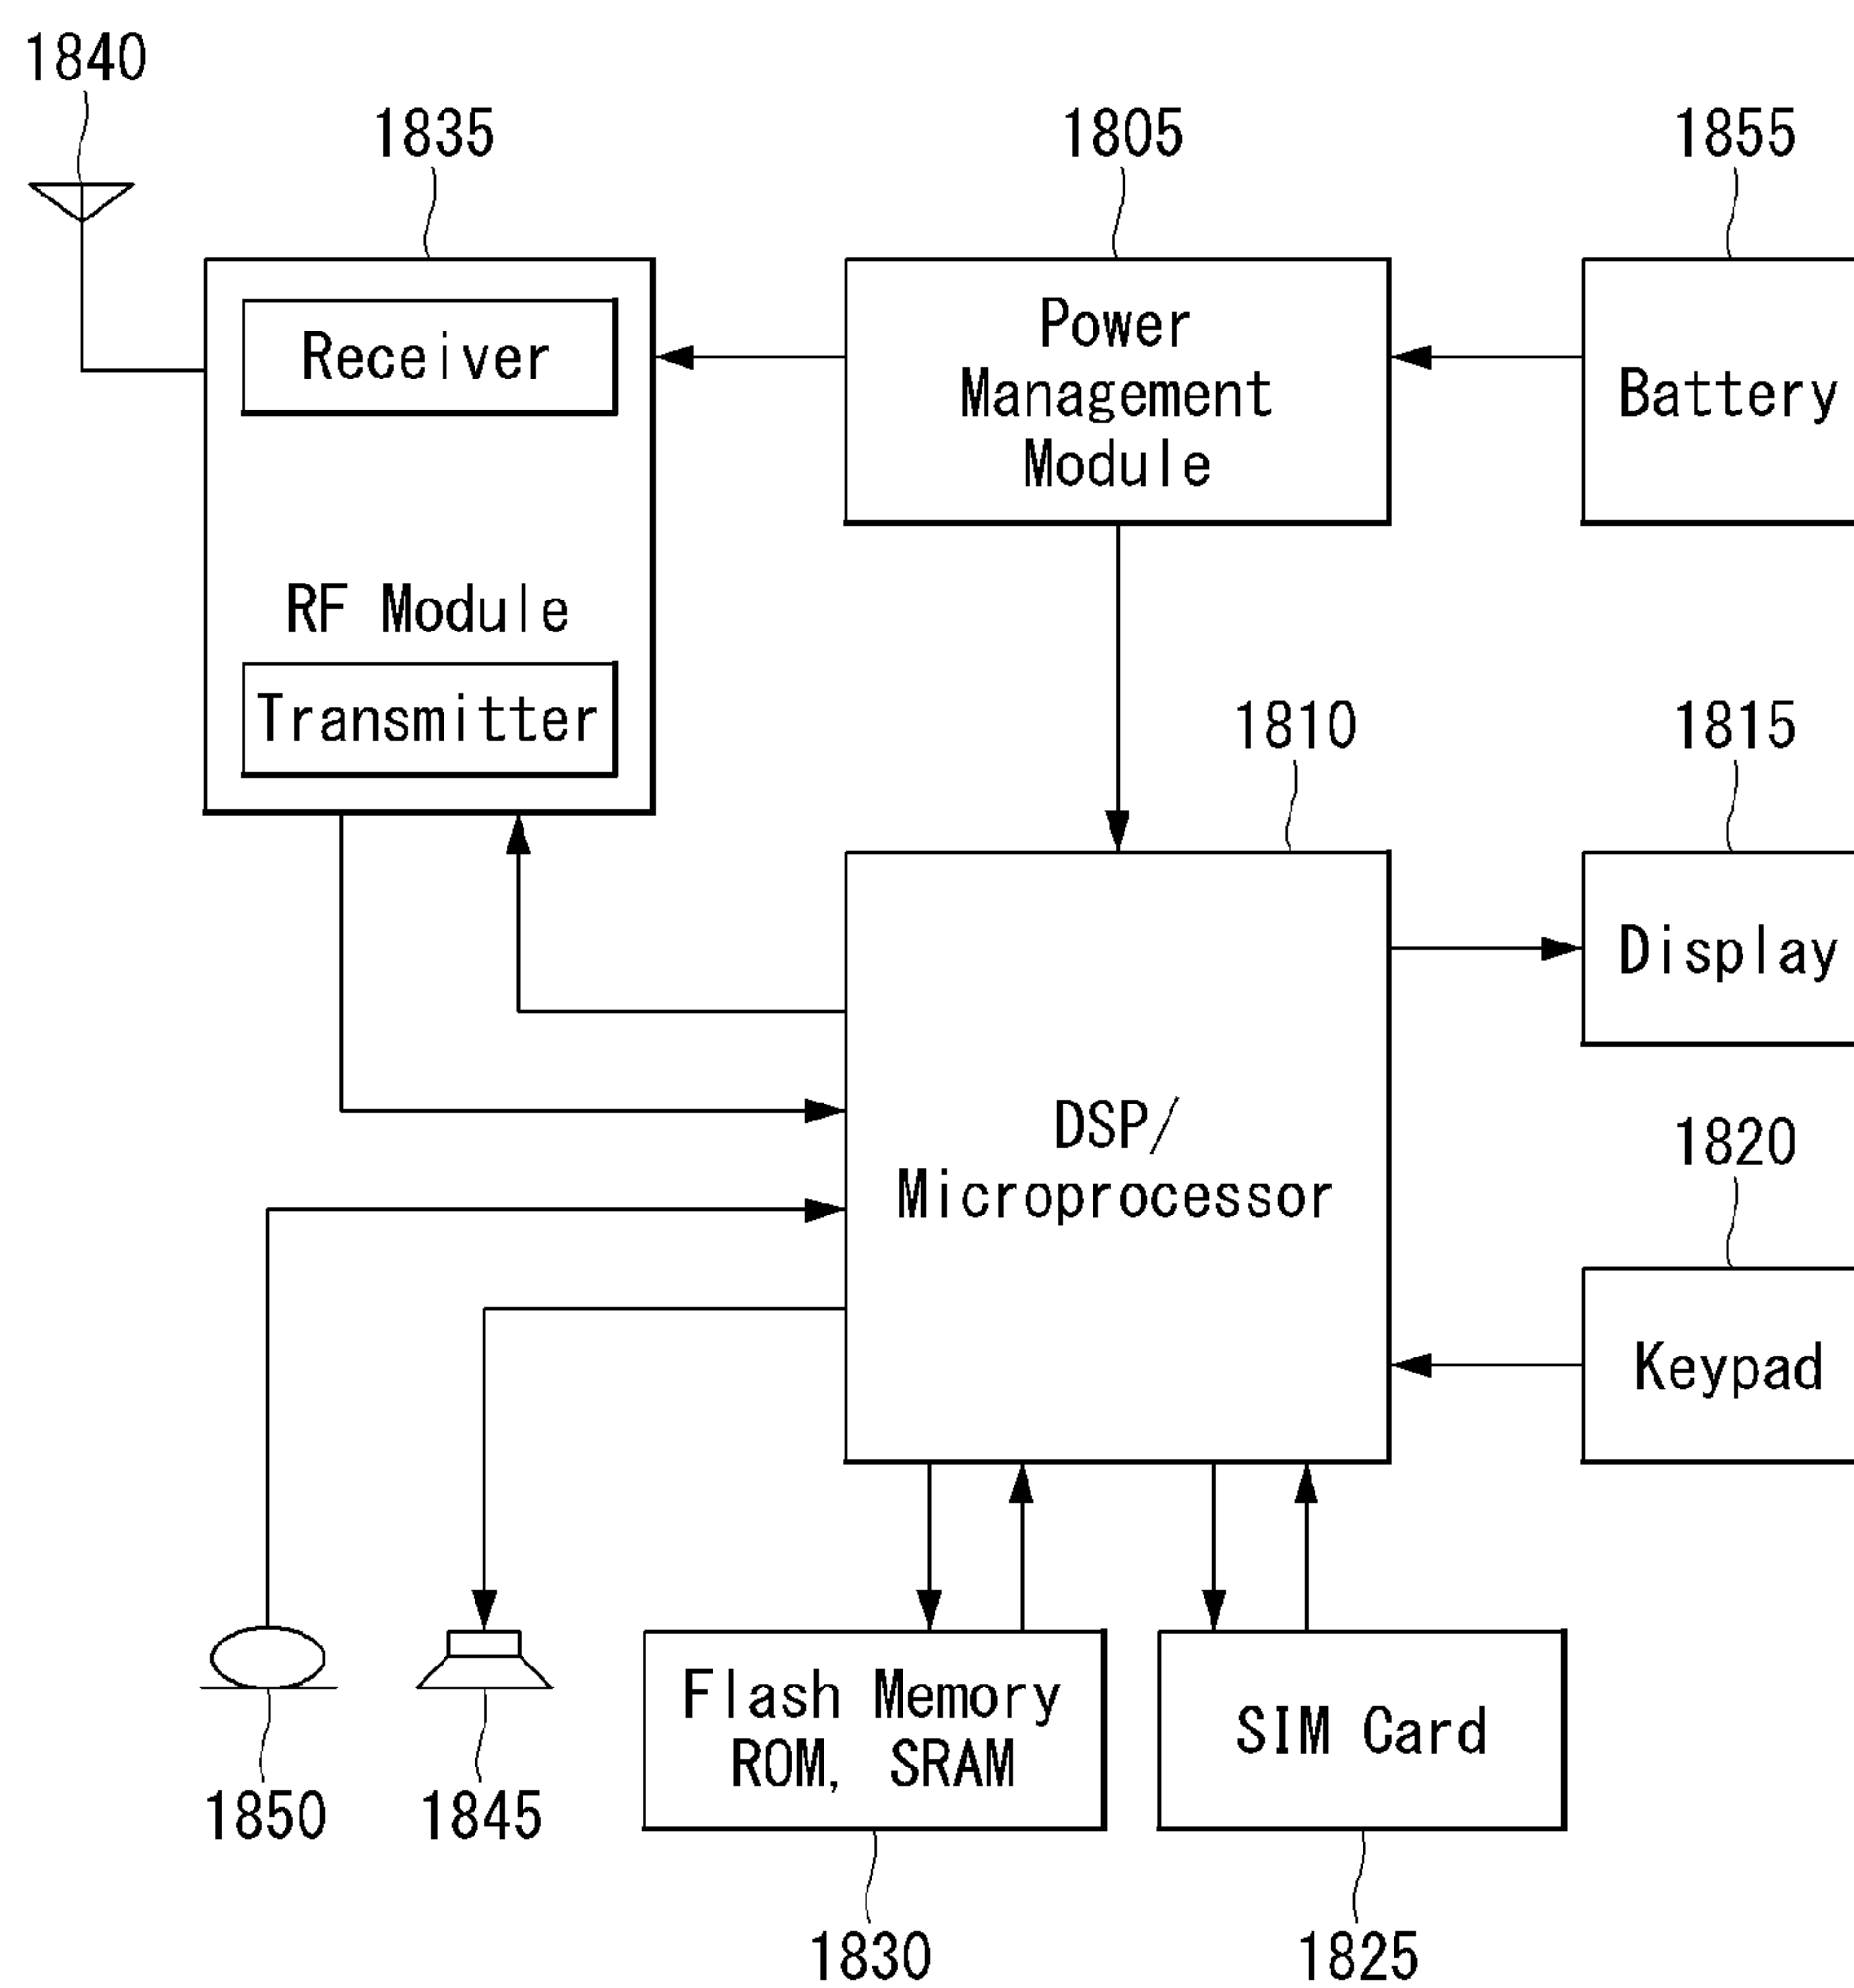 1840
1835
1805
1855
Receiver
RF Module
Transmitter
Power
Management
Module
Battery
1810
1815
DSP/
Microprocessor
Display
1820
Keypad
1850
1845
Flash Memory
ROM, SRAM
SIM Card
1830
1825